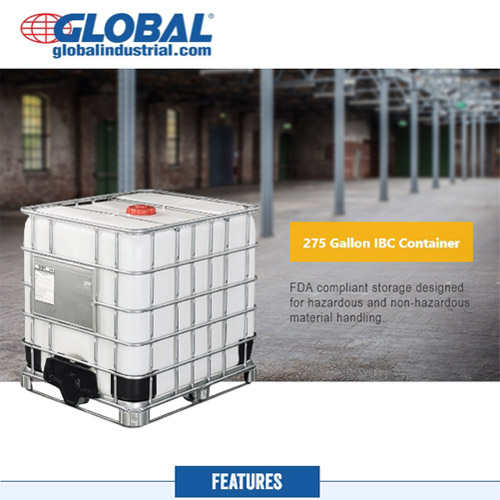 GLOBAL®
globalindustrial.com
275 Gallon IBC Container
FDA compliant storage designed
for hazardous and non-hazardous
material handling.
FEATURES